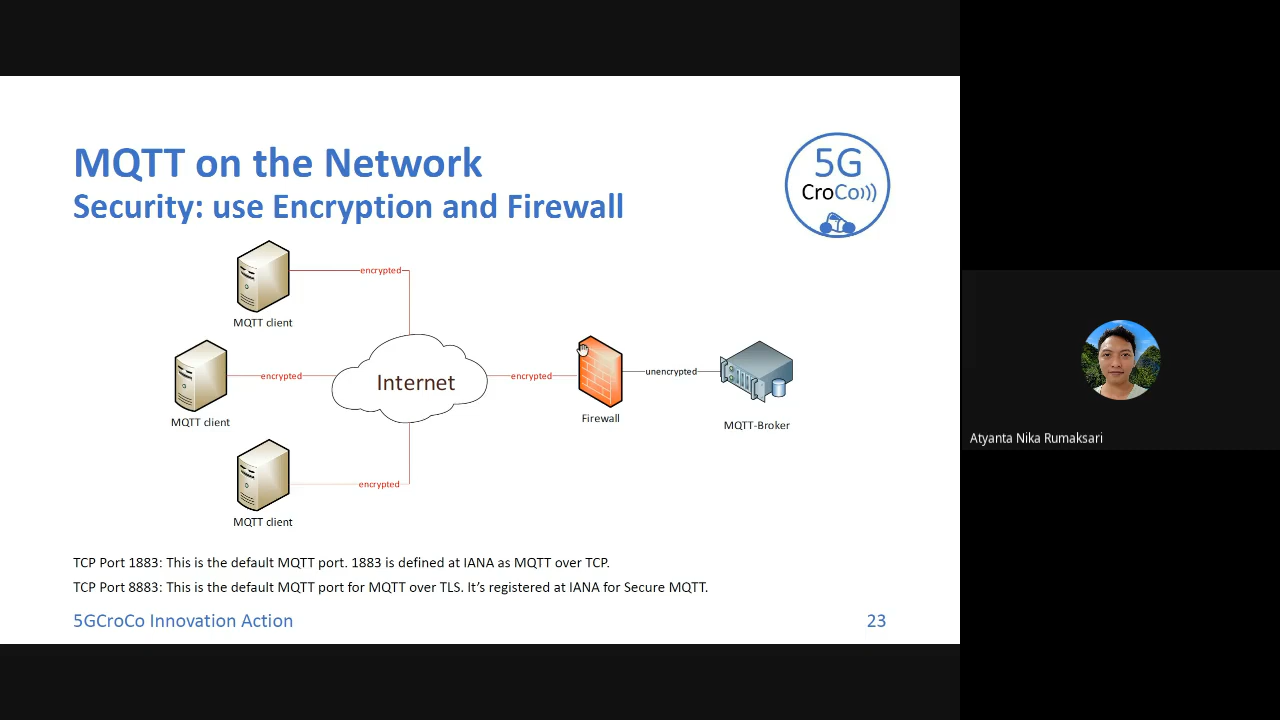 MQTT on the Network
Security: use Encryption and Firewall
5G
CroCo
encrypted
MQTT client
encrypted
Internet
encrypted
unencrypted
MQTT client
Firewall
MQTT-Broker
encrypted
MQTT client
TCP Port 1883: This is the default MQTT port. 1883 is defined at IANA as MQTT over TCP.
TCP Port 8883: This is the default MQTT port for MQTT over TLS. It’s registered at IANA for Secure MQTT.
5GCroCo Innovation Action
23
Atyanta Nika Rumaksari